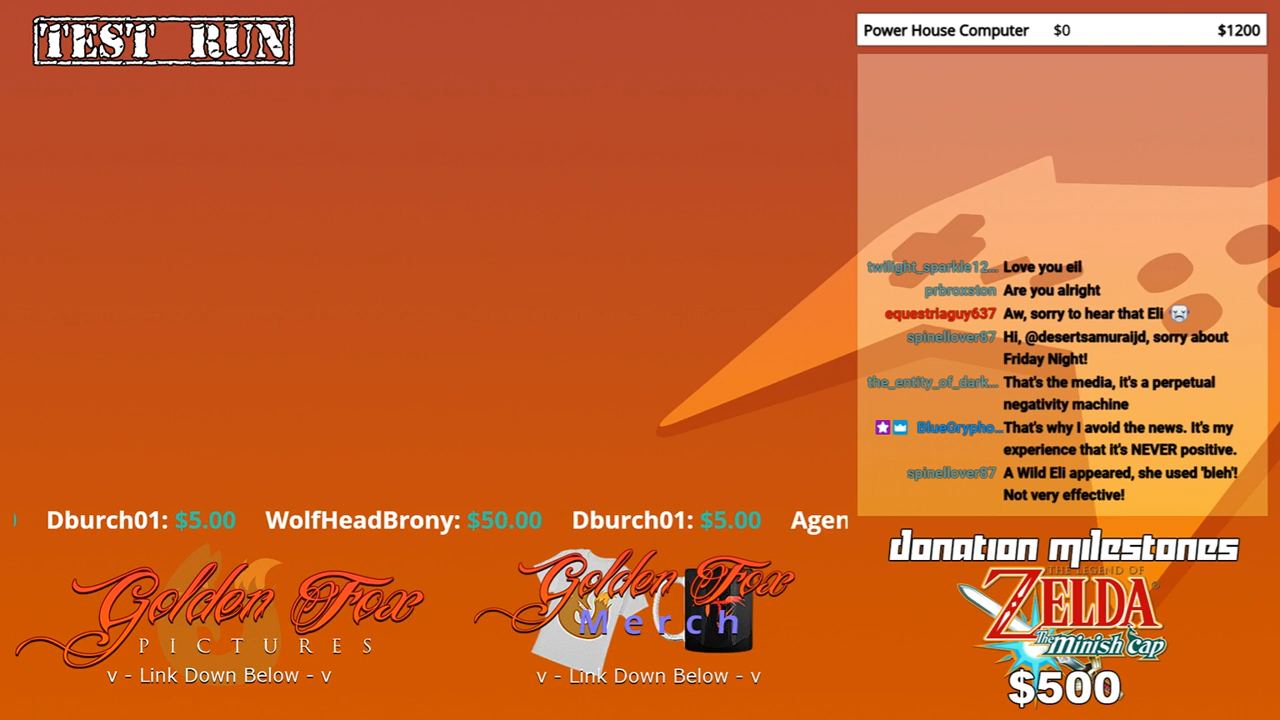 TEST RUN
Power House Computer $0 $1200
twilight_sparkle12... Love you eil
prbroxston Are you alright
equestriaguy637 Aw, sorry to hear that Eli
spinellover87 Hi, @desertsamuraijd, sorry about
Friday Night!
the_entity_of_dark... That's the media, it's a perpetual
negativity machine
BlueGrypho... That's why I avoid the news. It's my
experience that it's NEVER positive.
spinellover87 A Wild Eli appeared, she used 'bleh'!
Not very effective!
Dburch01: $5.00 WolfHeadBrony: $50.00 Dburch01: $5.00 Agen
Golden Fox
PICTURES
v - Link Down Below - v
Golden Fox
Merch
v - Link Down Below - v
Donation Milestones
THE LEGEND OF
ZELDA
The Minish Cap
$500